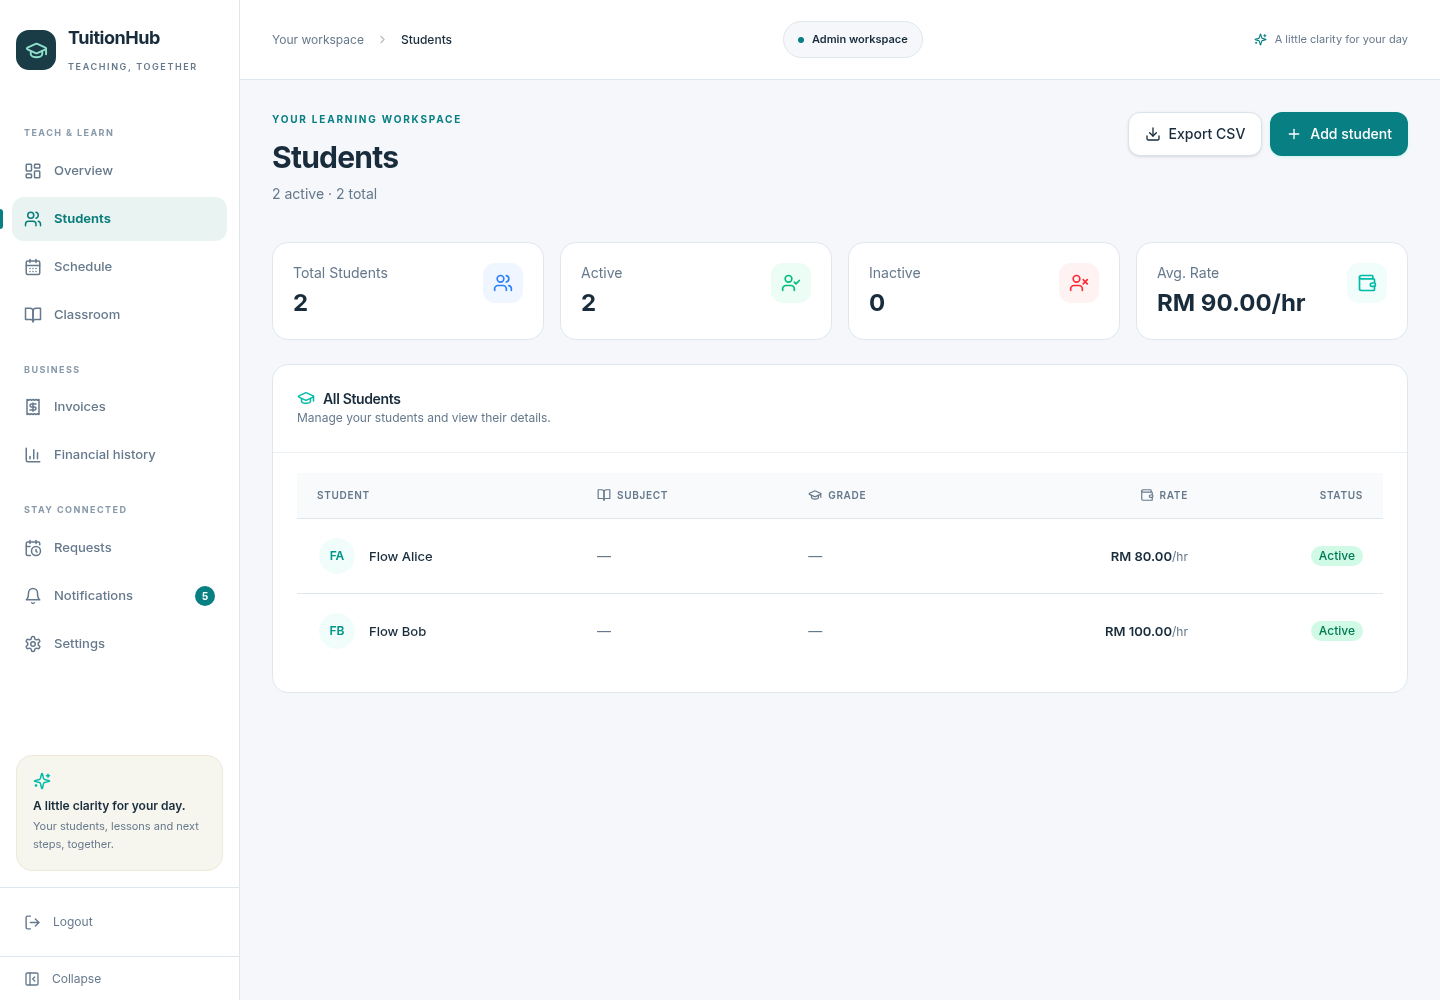 TuitionHub
TEACHING, TOGETHER
TEACH & LEARN
Overview
Students
Schedule
Classroom
BUSINESS
Invoices
Financial history
STAY CONNECTED
Requests
Notifications 5
Settings
A little clarity for your day.
Your students, lessons and next
steps, together.
Logout
Collapse
Your workspace Students
Admin workspace
A little clarity for your day
YOUR LEARNING WORKSPACE
Students
2 active · 2 total
Export CSV
Add student
Total Students
2
Active
2
Inactive
0
Avg. Rate
RM 90.00/hr
All Students
Manage your students and view their details.
STUDENT SUBJECT GRADE RATE STATUS
FA Flow Alice — — RM 80.00/hr Active
FB Flow Bob — — RM 100.00/hr Active